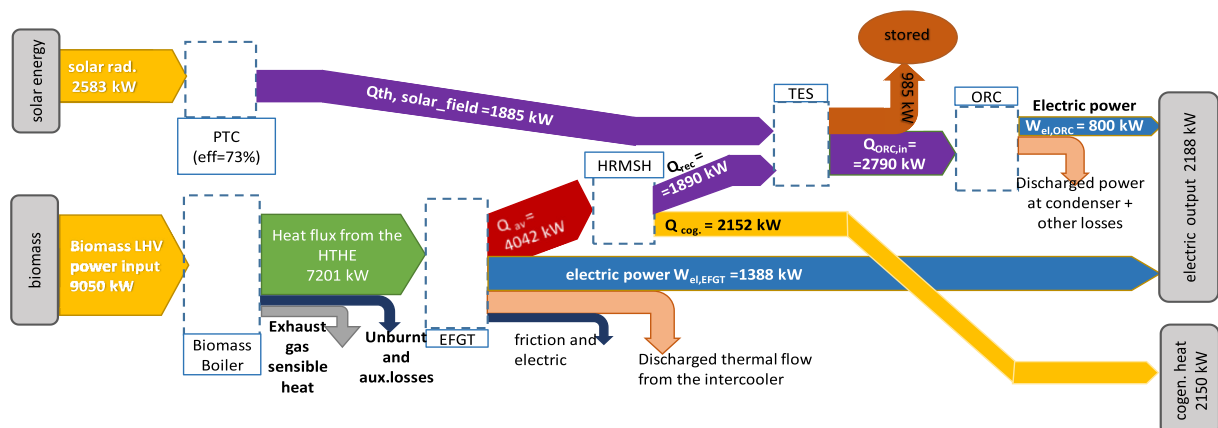 solar energy
solar rad.
2583 kW
PTC
(eff=73%)
Qth, solar_field =1885 kW
TES
stored
985 kW
ORC
Electric power
Wel,ORC = 800 kW
QORC,in=
=2790 kW
Discharged power
at condenser +
other losses
electric output 2188 kW
HRMSH
Qrec =
=1890 kW
Q av =
4042 kW
Q cog. = 2152 kW
biomass
Biomass LHV
power input
9050 kW
Biomass
Boiler
Heat flux from the
HTHE
7201 kW
Exhaust
gas
sensible
heat
Unburnt
and
aux.losses
EFGT
electric power Wel,EFGT =1388 kW
friction and
electric
Discharged thermal flow
from the intercooler
cogen. heat
2150 kW